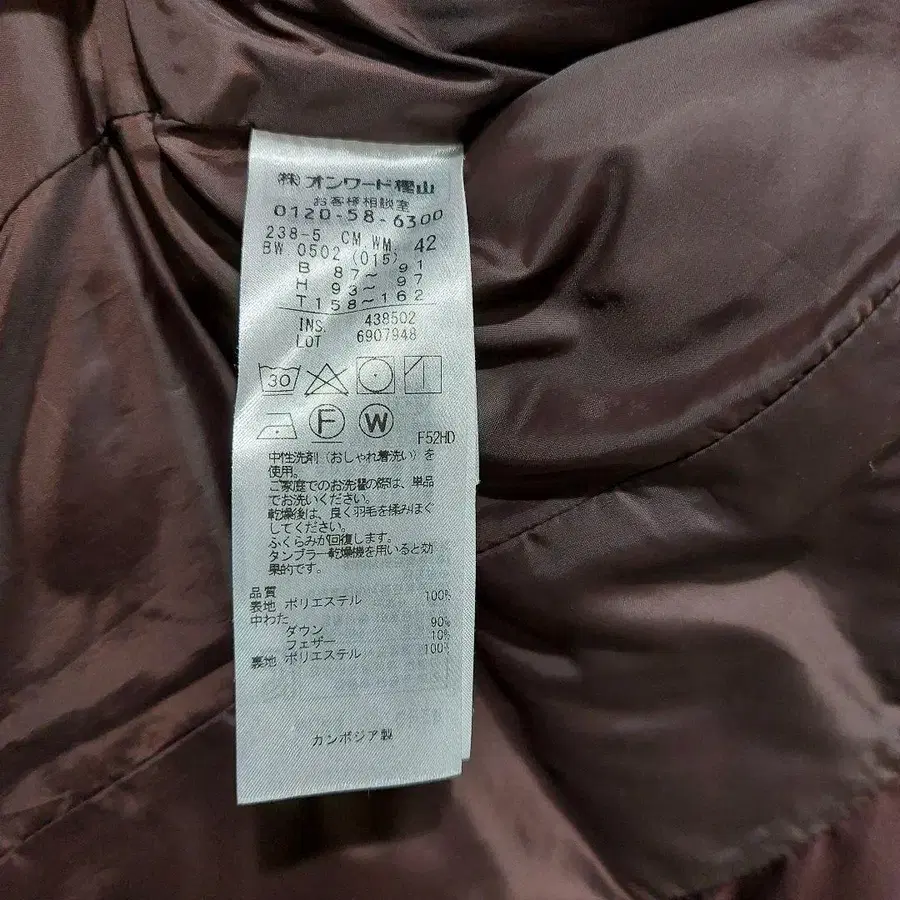 ㈱オンワード樫山
お客様相談室
0120-58-6300
238-5 CM.WM. 42
BW 0502 (015)
B 87～91
H 93～97
T 158～162
INS. 438502
LOT 6907948
30
F W F52HD
中性洗剤（おしゃれ着洗い）を
使用。
ご家庭でのお洗濯の際は、単品
でお洗いください。
乾燥後は、良く羽毛を揉みほぐ
してください。
ふくらみが回復します。
タンブラー乾燥機を用いると効
果的です。
品質
表地 ポリエステル 100%
中わた
ダウン 90%
フェザー 10%
裏地 ポリエステル 100%
カンボジア製